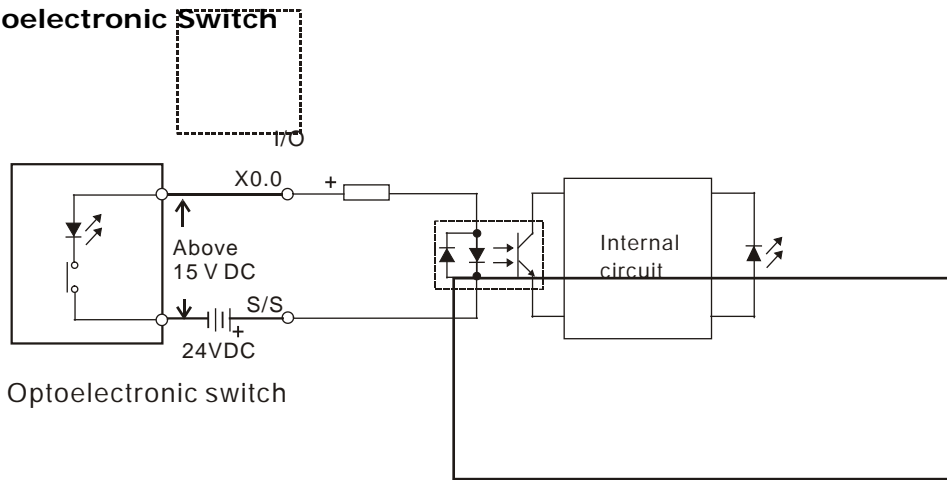 oelectronic Switch
I/O
X0.0
+
Above
15 V DC
S/S
+
24VDC
Internal
circuit
Optoelectronic switch